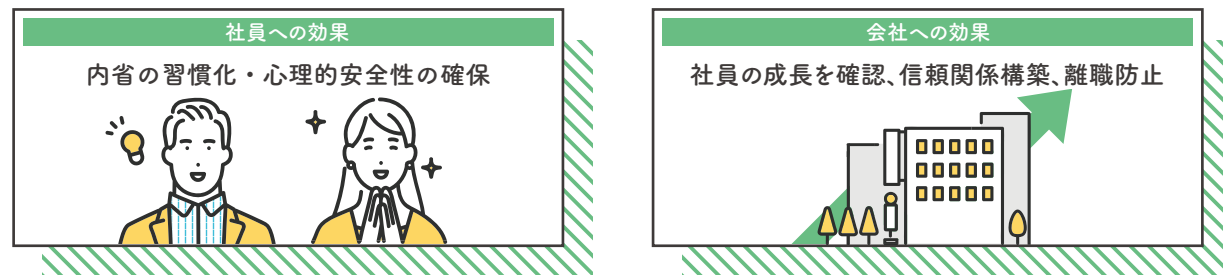 社員への効果
内省の習慣化・心理的安全性の確保
会社への効果
社員の成長を確認、信頼関係構築、離職防止